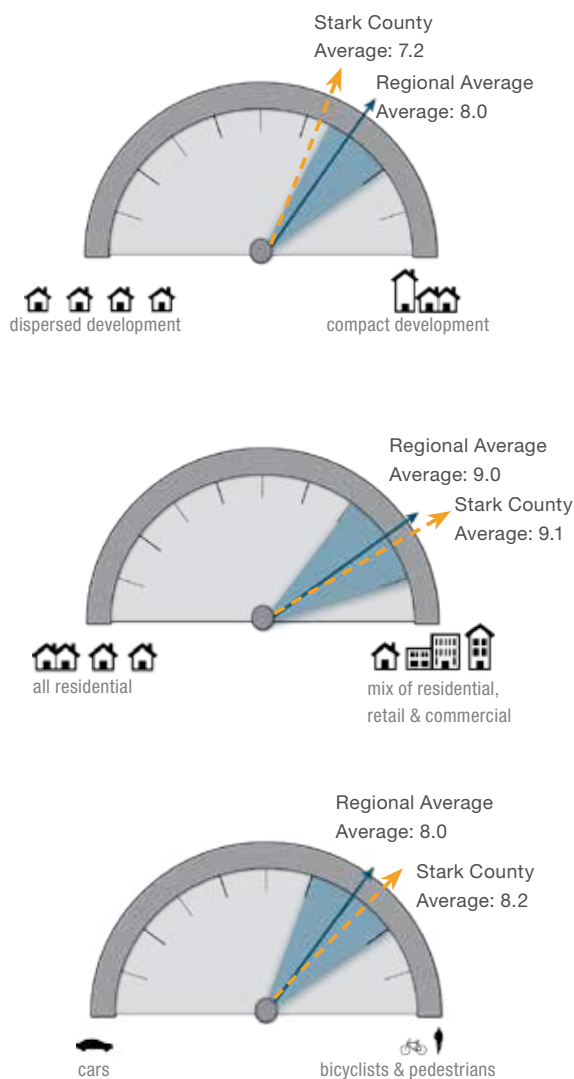 Stark County
Average: 7.2
Regional Average
Average: 8.0
dispersed development
compact development
Regional Average
Average: 9.0
Stark County
Average: 9.1
all residential
mix of residential,
retail & commercial
Regional Average
Average: 8.0
Stark County
Average: 8.2
cars
bicyclists & pedestrians